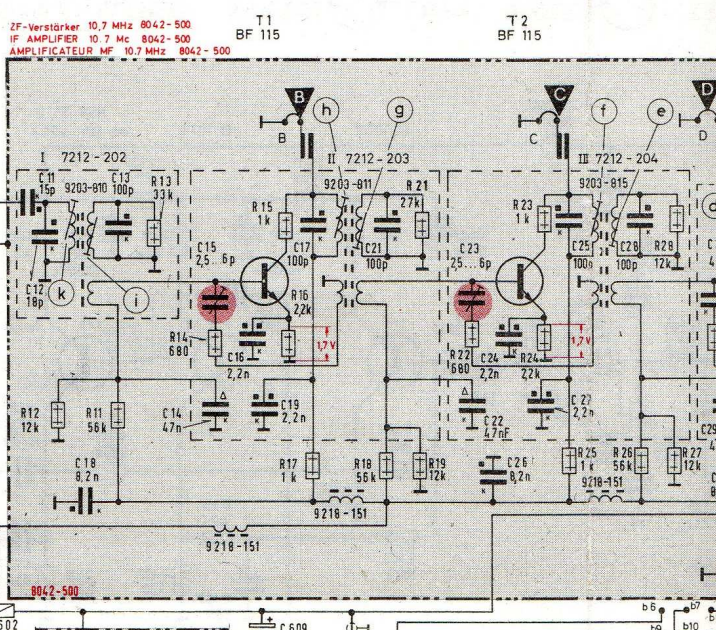 ZF-Verstärker 10,7 MHz 8042-500
IF AMPLIFIER 10.7 Mc 8042-500
AMPLIFICATEUR MF 10.7 MHz 8042-500
T1
BF 115
T2
BF 115
B
h
g
C
f
e
D
B
C
D
I 7212-202
II 7212-203
III 7212-204
C11
15p
9203-810
C13
100p
R13
33k
9203-811
R21
27k
9203-815
R15
1k
R23
1k
C12
18p
k
i
C15
2,5...6p
C17
100p
C21
100p
C23
2,5...6p
C25
100p
C28
100p
R28
12k
R16
2,2k
1,7V
R14
680
C16
2,2n
R22
680
C24
2,2n
R24
2,2k
1,7V
R12
12k
R11
56k
C14
47n
C19
2,2n
C22
47nF
C27
2,2n
C29
C18
8,2n
R17
1k
R18
56k
R19
12k
C26
8,2n
R25
1k
R26
56k
R27
12k
9218-151
9218-151
9218-151
8042-500
502
C609
b6
b7
b9
b10